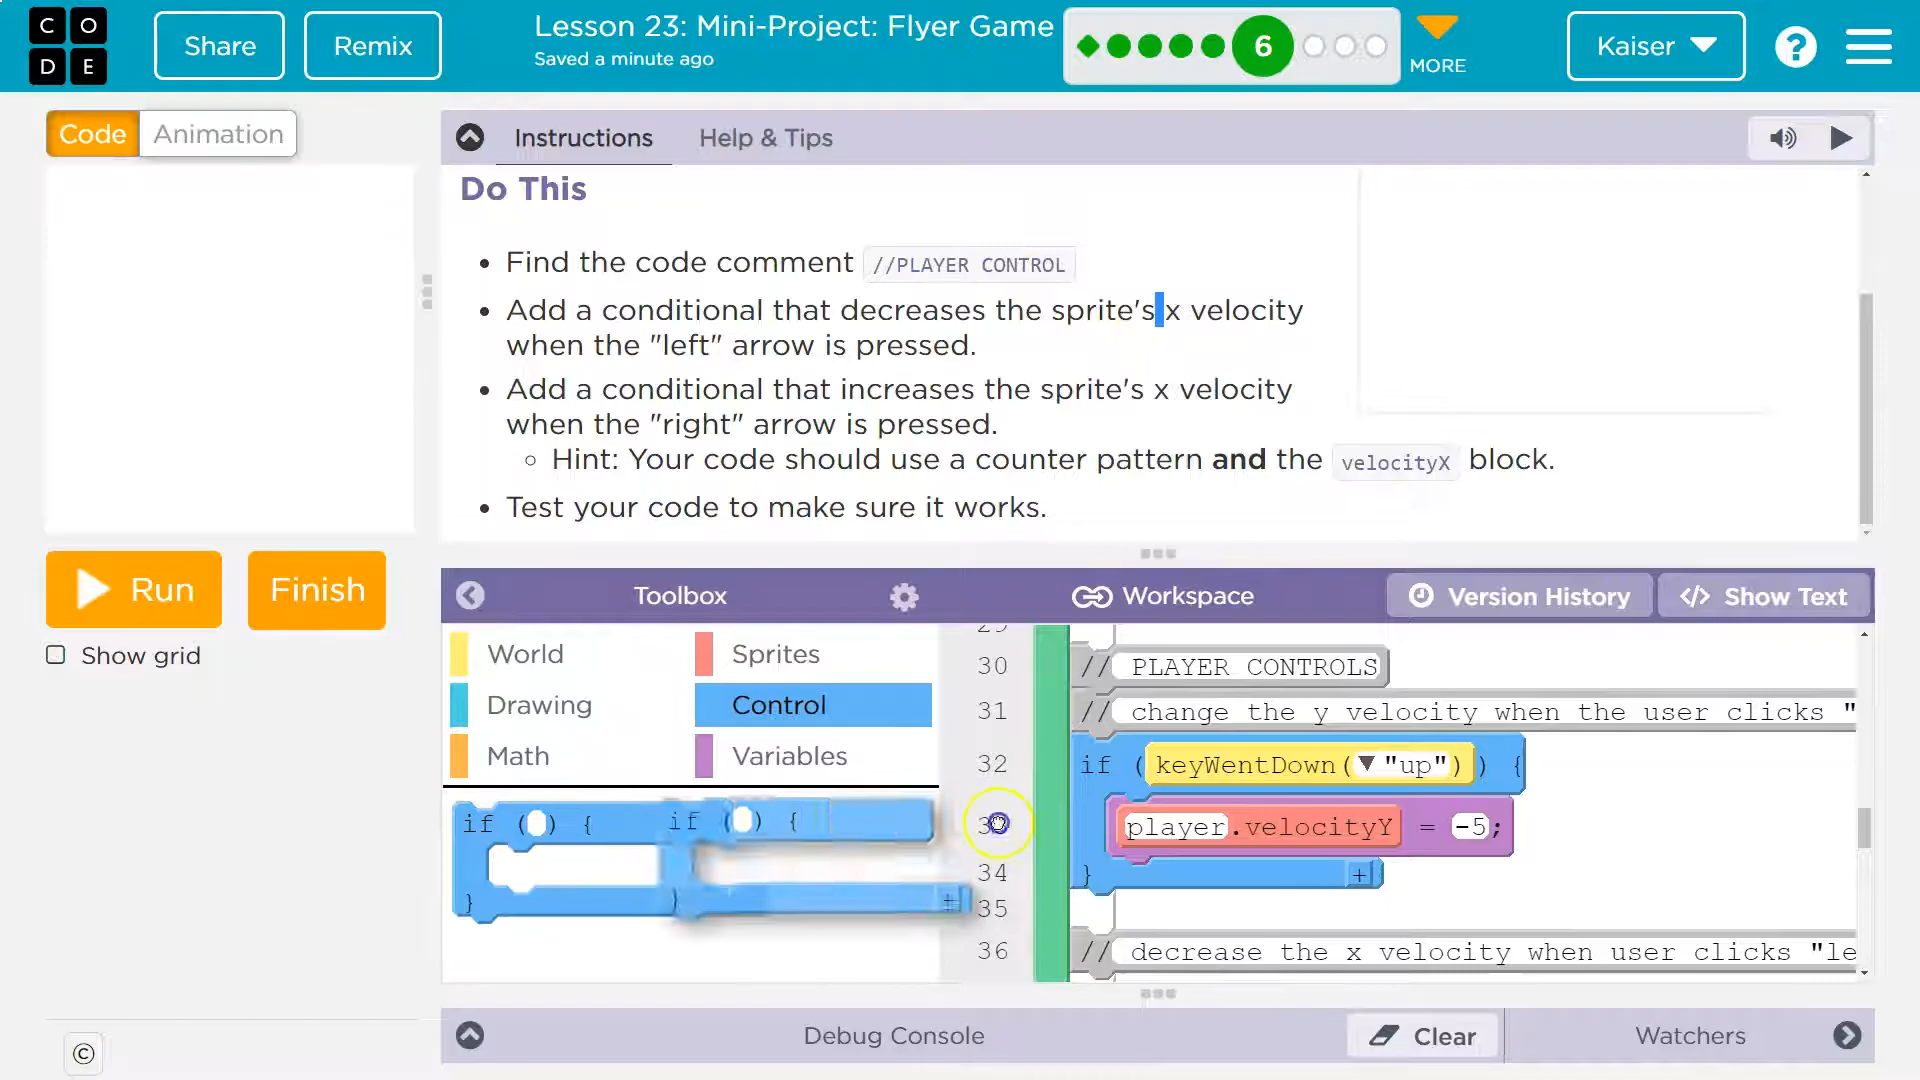 CODE
Share
Remix
Lesson 23: Mini-Project: Flyer Game
Saved a minute ago
6
MORE
Kaiser
?
Code
Animation
Instructions
Help & Tips
Do This
Find the code comment //PLAYER CONTROL
Add a conditional that decreases the sprite's x velocity
when the "left" arrow is pressed.
Add a conditional that increases the sprite's x velocity
when the "right" arrow is pressed.
Hint: Your code should use a counter pattern and the velocityX block.
Test your code to make sure it works.
Run
Finish
Show grid
Toolbox
Workspace
Version History
</> Show Text
World
Sprites
Drawing
Control
Math
Variables
if ( ) {
}
if ( ) {
}
+
29
30 // PLAYER CONTROLS
31 // change the y velocity when the user clicks "
32 if ( keyWentDown( ▼ "up") ) {
player.velocityY = -5;
34 } +
35
36 // decrease the x velocity when user clicks "le
Debug Console
Clear
Watchers
©